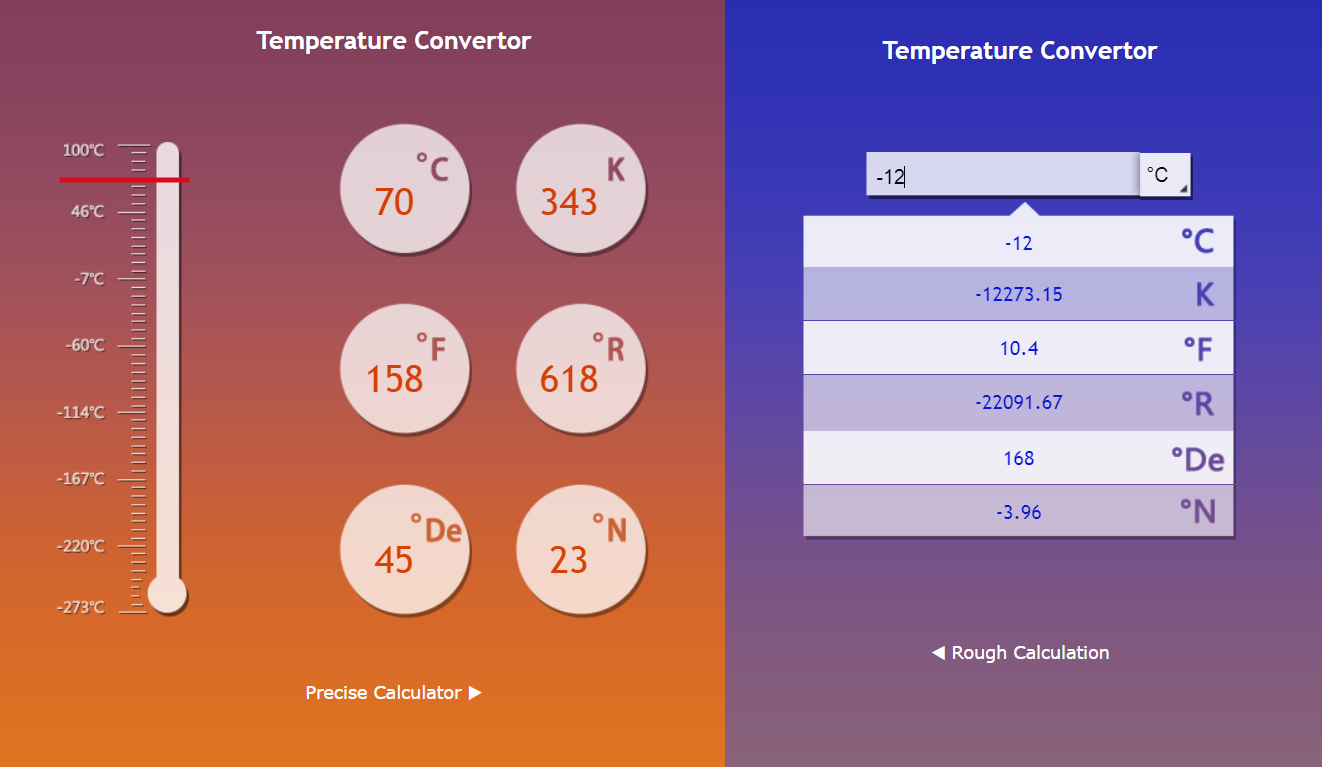 Temperature Convertor
100℃
46℃
-7℃
-60℃
-114℃
-167℃
-220℃
-273℃
°C
70
K
343
°F
158
°R
618
°De
45
°N
23
Precise Calculator ▶
Temperature Convertor
-12 °C
-12 °C
-12273.15 K
10.4 °F
-22091.67 °R
168 °De
-3.96 °N
◀ Rough Calculation